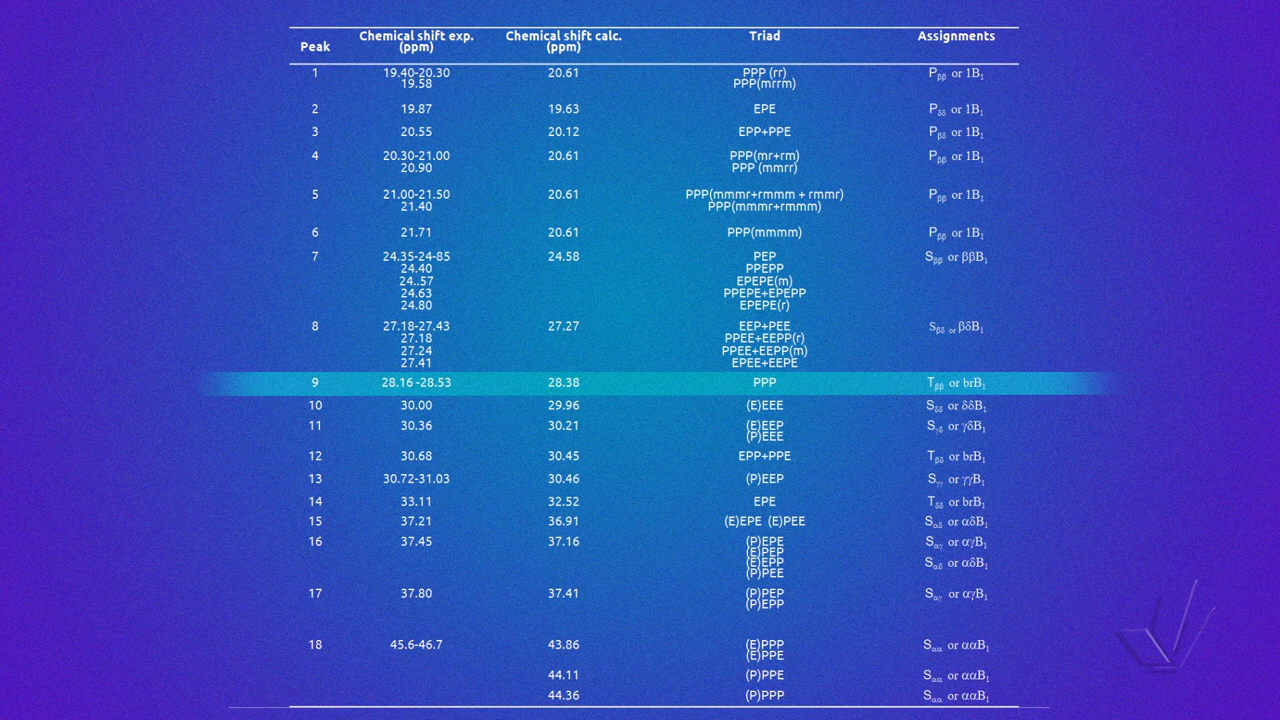 Peak Chemical shift exp. (ppm) Chemical shift calc. (ppm) Triad Assignments
1 19.40-20.30 20.61 PPP (rr) Pββ or 1B1
19.58 PPP(mrrm)
2 19.87 19.63 EPE Pδδ or 1B1
3 20.55 20.12 EPP+PPE Pβδ or 1B1
4 20.30-21.00 20.61 PPP(mr+rm) Pββ or 1B1
20.90 PPP (mmrr)
5 21.00-21.50 20.61 PPP(mmmr+rmmm + rmmr) Pββ or 1B1
21.40 PPP(mmmr+rmmm)
6 21.71 20.61 PPP(mmmm) Pββ or 1B1
7 24.35-24-85 24.58 PEP Sββ or ββB1
24.40 PPEPP
24..57 EPEPE(m)
24.63 PPEPE+EPEPP
24.80 EPEPE(r)
8 27.18-27.43 27.27 EEP+PEE Sβδ or βδB1
27.18 PPEE+EEPP(r)
27.24 PPEE+EEPP(m)
27.41 EPEE+EEPE
9 28.16 -28.53 28.38 PPP Tββ or brB1
10 30.00 29.96 (E)EEE Sδδ or δδB1
11 30.36 30.21 (E)EEP Sγδ or γδB1
(P)EEE
12 30.68 30.45 EPP+PPE Tβδ or brB1
13 30.72-31.03 30.46 (P)EEP Sγγ or γγB1
14 33.11 32.52 EPE Tδδ or brB1
15 37.21 36.91 (E)EPE (E)PEE Sαδ or αδB1
16 37.45 37.16 (P)EPE Sαγ or αγB1
(E)PEP
(E)EPP Sαδ or αδB1
(P)PEE
17 37.80 37.41 (P)PEP Sαγ or αγB1
(P)EPP
18 45.6-46.7 43.86 (E)PPP Sαα or ααB1
(E)PPE
44.11 (P)PPE Sαα or ααB1
44.36 (P)PPP Sαα or ααB1